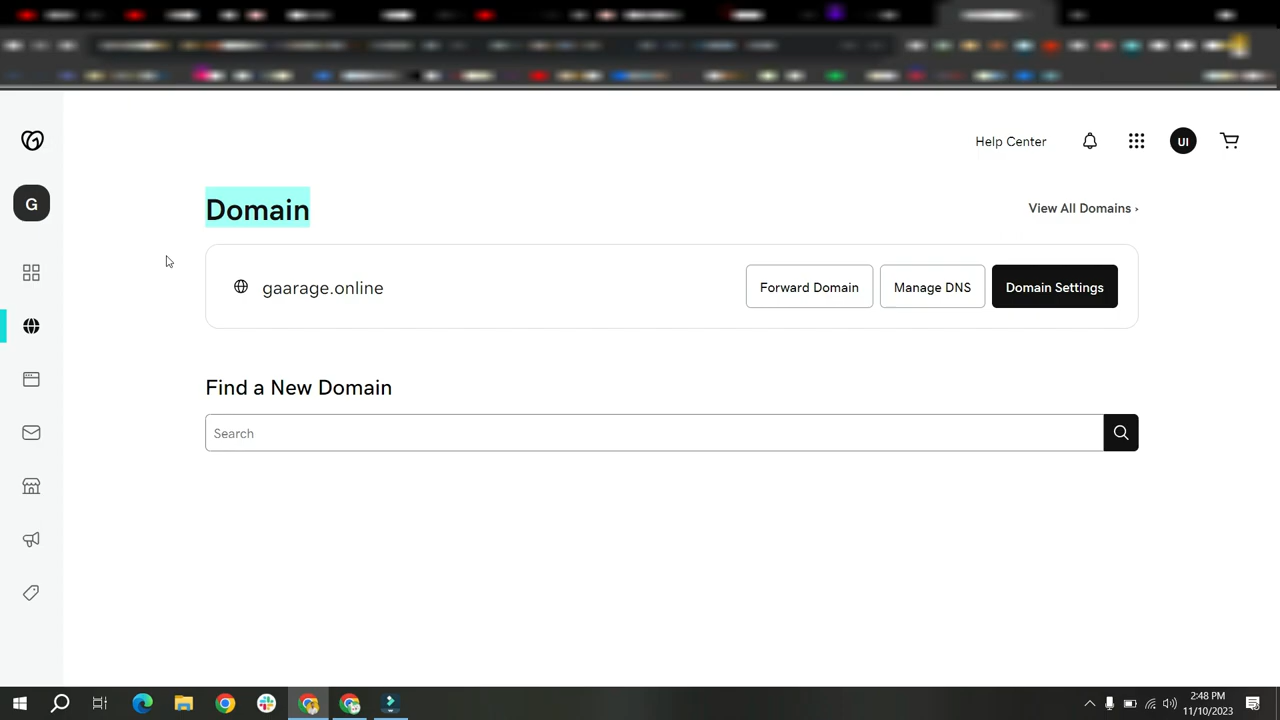 Help Center
UI
G
Domain
View All Domains ›
gaarage.online
Forward Domain
Manage DNS
Domain Settings
Find a New Domain
Search
2:48 PM
11/10/2023